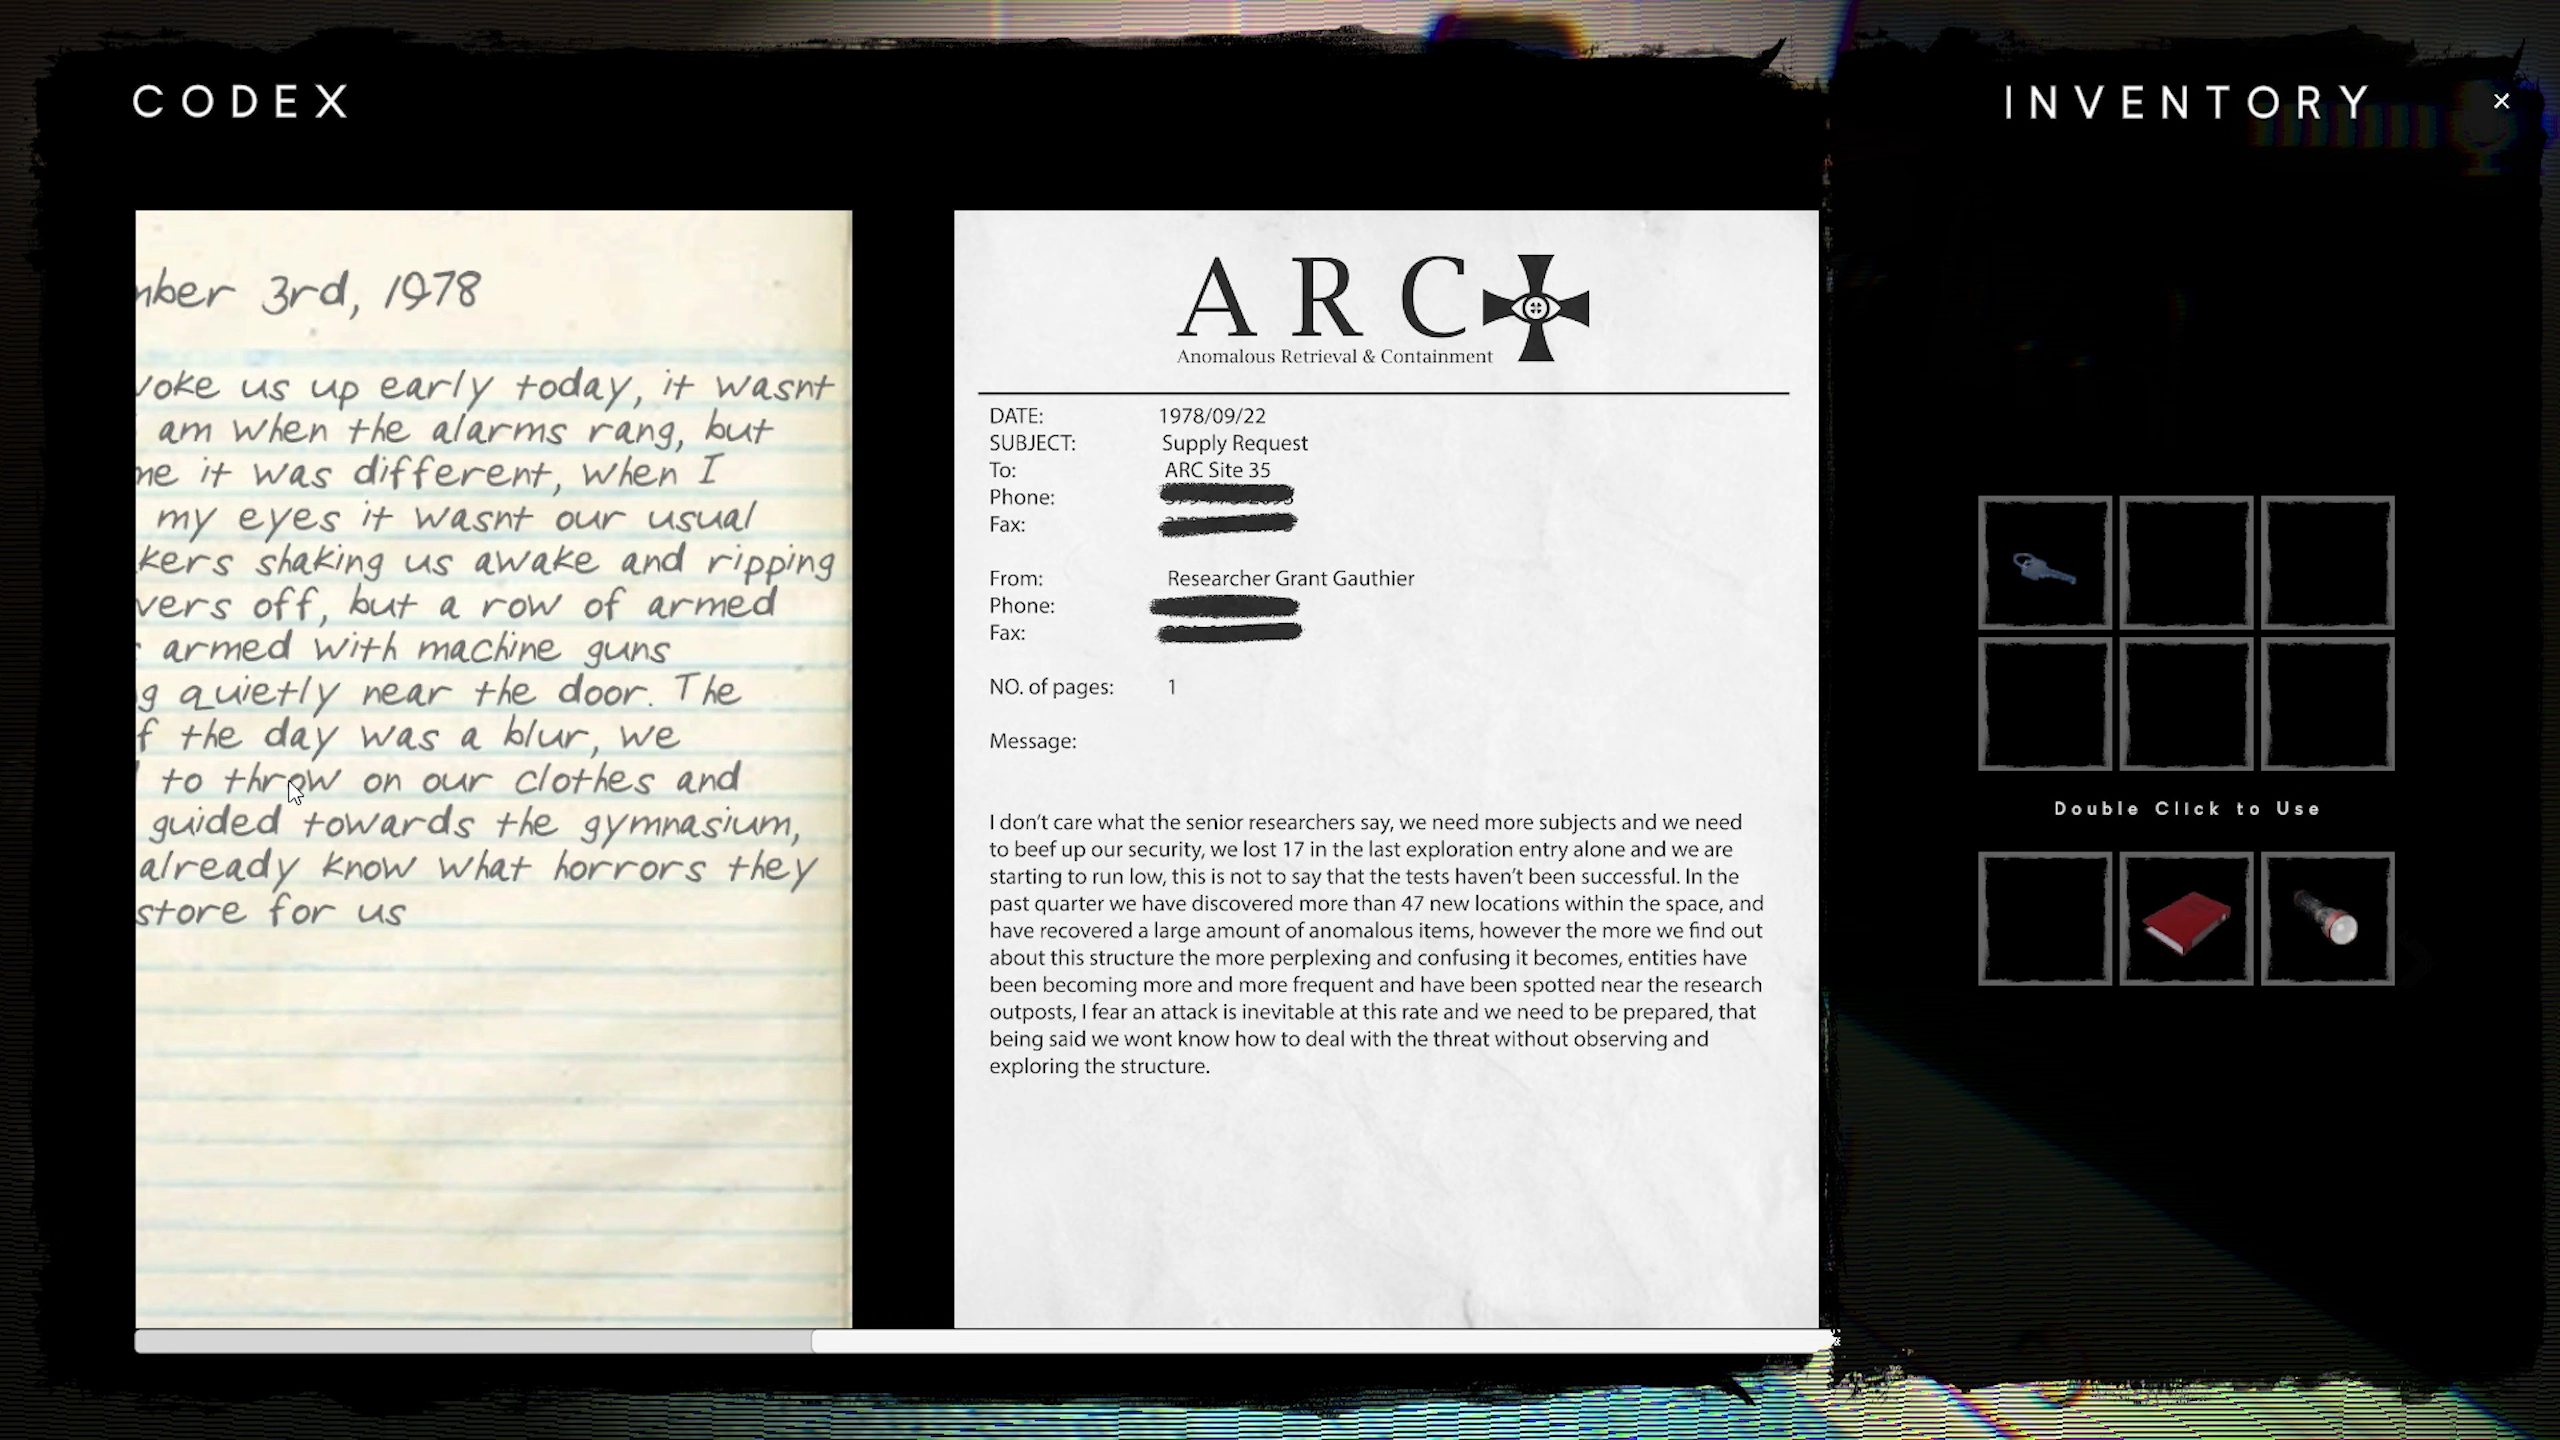 CODEX
INVENTORY
3rd, 1978
us up early today, it wasnt
am when the alarms rang, but
it was different, when I
my eyes it wasnt our usual
shaking us awake and ripping
off, but a row of armed
armed with machine guns
quietly near the door. The
the day was a blur, we
to throw on our clothes and
guided towards the gymnasium,
already know what horrors they
store for us
ARC
Anomalous Retrieval & Containment
DATE: 1978/09/22
SUBJECT: Supply Request
To: ARC Site 35
Phone:
Fax:
From: Researcher Grant Gauthier
Phone:
Fax:
NO. of pages: 1
Message:
I don't care what the senior researchers say, we need more subjects and we need
to beef up our security, we lost 17 in the last exploration entry alone and we are
starting to run low, this is not to say that the tests haven't been successful. In the
past quarter we have discovered more than 47 new locations within the space, and
have recovered a large amount of anomalous items, however the more we find out
about this structure the more perplexing and confusing it becomes, entities have
been becoming more and more frequent and have been spotted near the research
outposts, I fear an attack is inevitable at this rate and we need to be prepared, that
being said we wont know how to deal with the threat without observing and
exploring the structure.
Double Click to Use